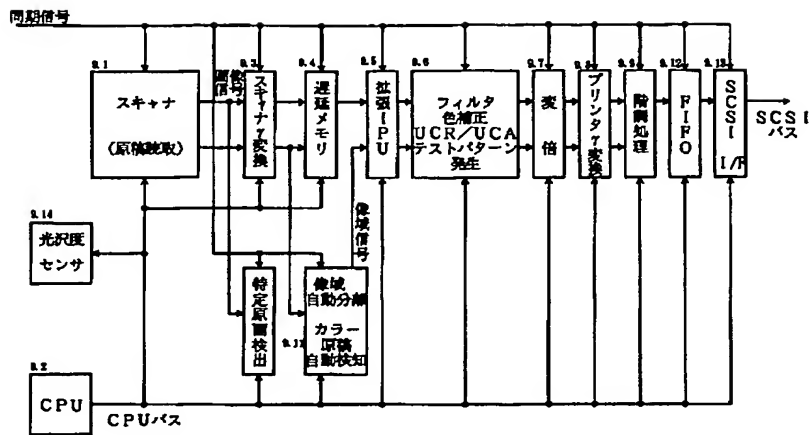 同期信号
9.1
スキャナ
(原稿読取)
画像
信号
9.3
スキャナγ変換
9.4
遅延メモリ
9.5
拡張IPU
9.6
フィルタ
色補正
UCR/UCA
テストパターン
発生
9.7
変倍
9.8
プリンタγ変換
9.9
階調処理
9.12
FIFO
9.13
SCSI
I/F
SCSI
バス
9.14
光沢度
センサ
特定原画検出
像域
自動分離
カラー
原稿
自動検知
像域信号
9.2
CPU
CPUバス